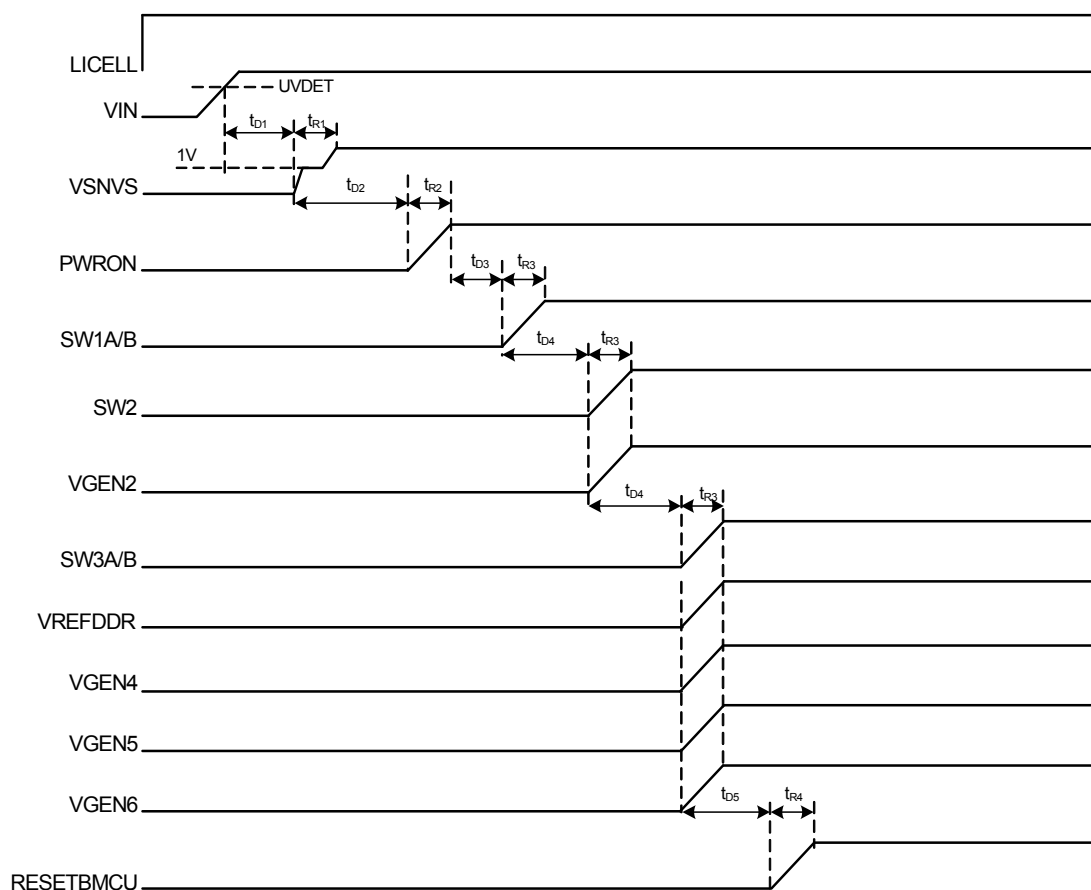 LICELL
UVDET
VIN
tD1 tR1
1V
VSNVS
tD2 tR2
PWRON
tD3 tR3
SW1A/B
tD4 tR3
SW2
VGEN2
tD4 tR3
SW3A/B
VREFDDR
VGEN4
VGEN5
VGEN6
tD5 tR4
RESETBMCU